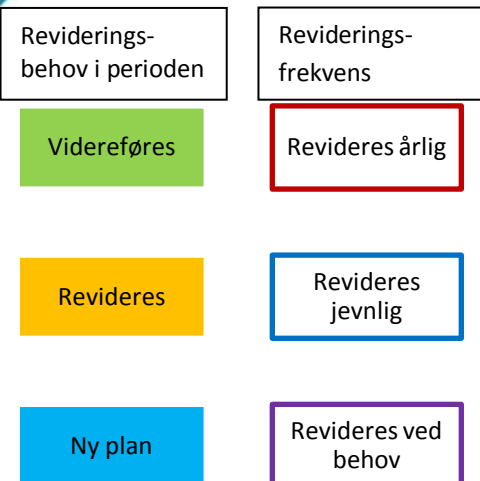 Reviderings-
behov i perioden
Reviderings-
frekvens
Videreføres
Revideres årlig
Revideres
Revideres
jevnlig
Ny plan
Revideres ved
behov